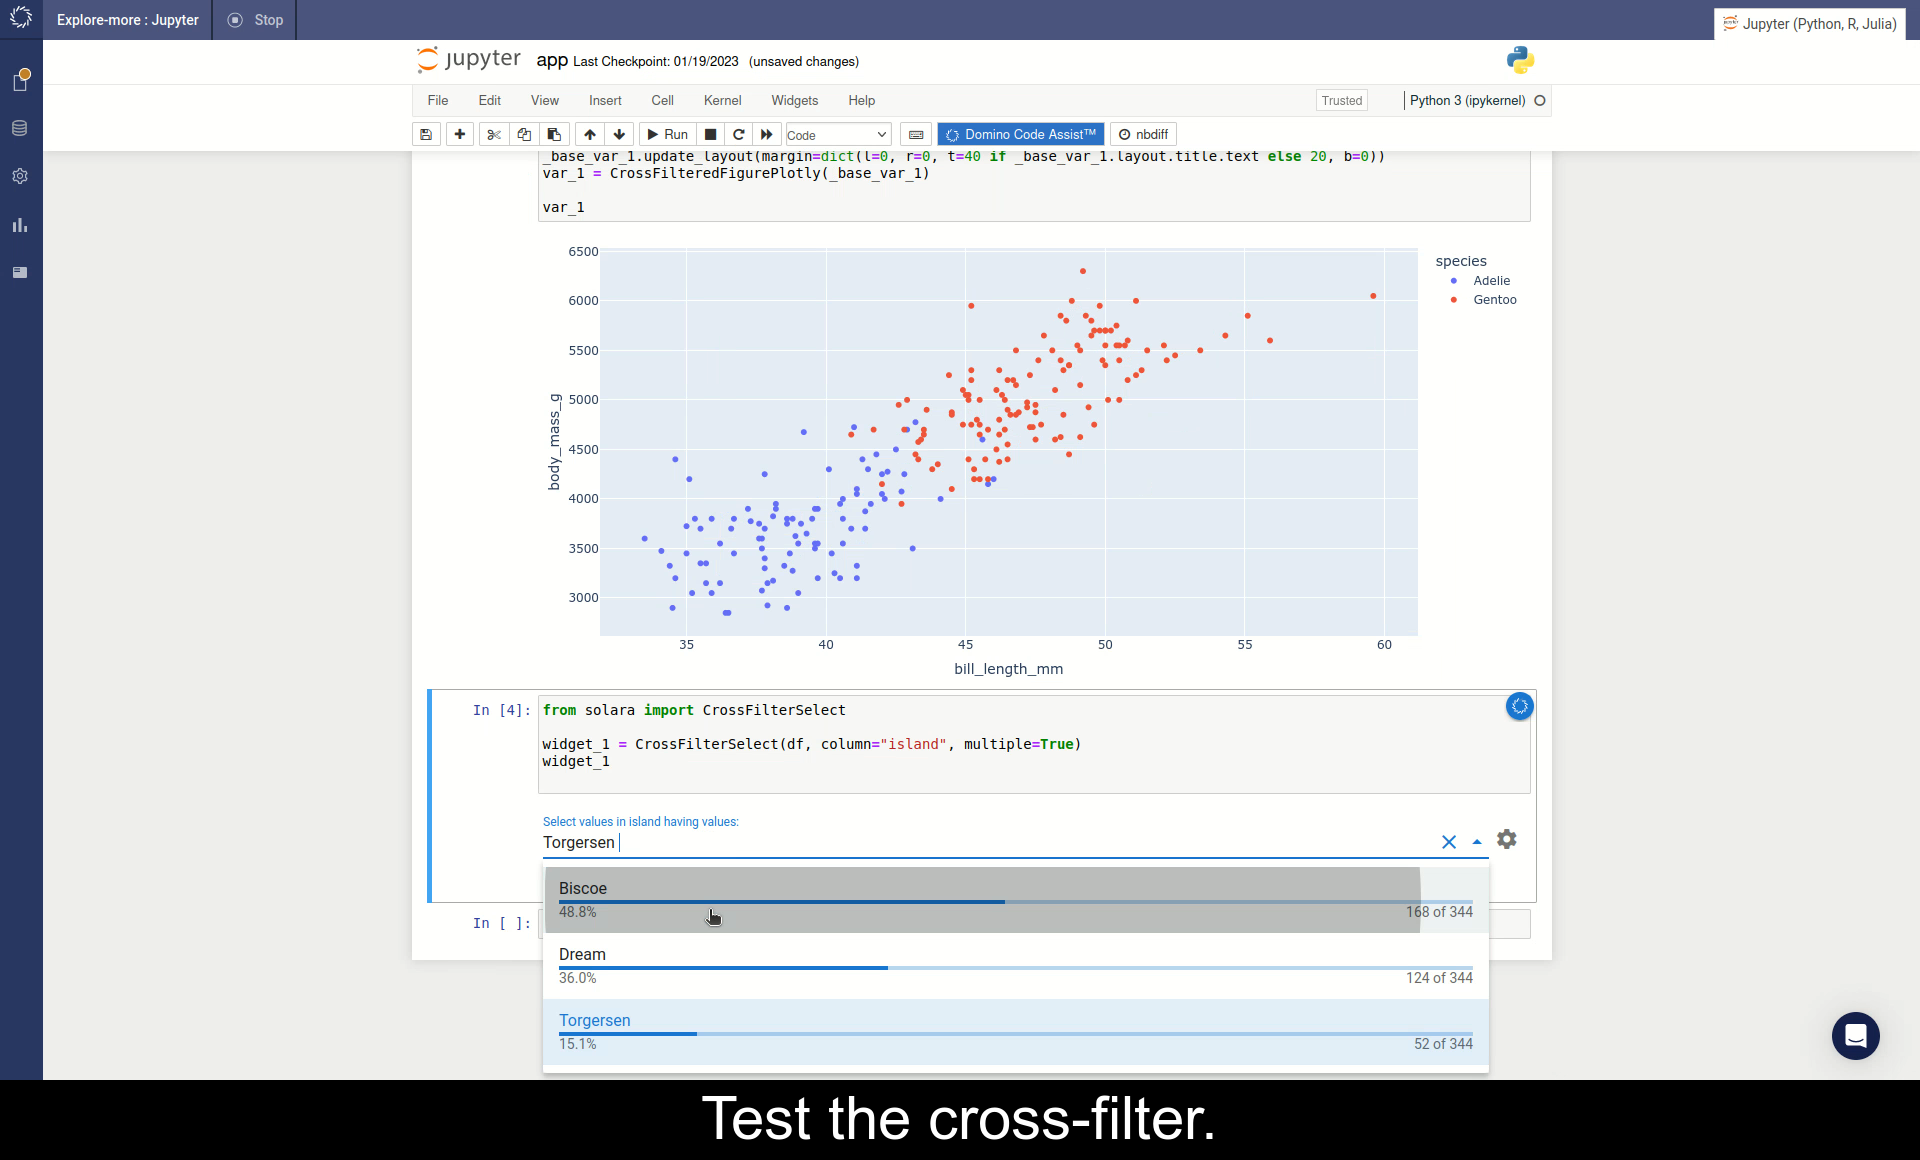 Explore-more : Jupyter
Stop
Jupyter (Python, R, Julia)
jupyter app Last Checkpoint: 01/19/2023 (unsaved changes)
File Edit View Insert Cell Kernel Widgets Help
Trusted
Python 3 (ipykernel)
Run
Code
Domino Code Assist™
nbdiff
_base_var_1.update_layout(margin=dict(l=0, r=0, t=40 if _base_var_1.layout.title.text else 20, b=0))
var_1 = CrossFilteredFigurePlotly(_base_var_1)
var_1
6500
6000
5500
5000
4500
4000
3500
3000
body_mass_g
35 40 45 50 55 60
bill_length_mm
species
Adelie
Gentoo
In [4]:
from solara import CrossFilterSelect
widget_1 = CrossFilterSelect(df, column="island", multiple=True)
widget_1
Select values in island having values:
Torgersen
Biscoe
48.8% 168 of 344
Dream
36.0% 124 of 344
Torgersen
15.1% 52 of 344
In [ ]:
Test the cross-filter.